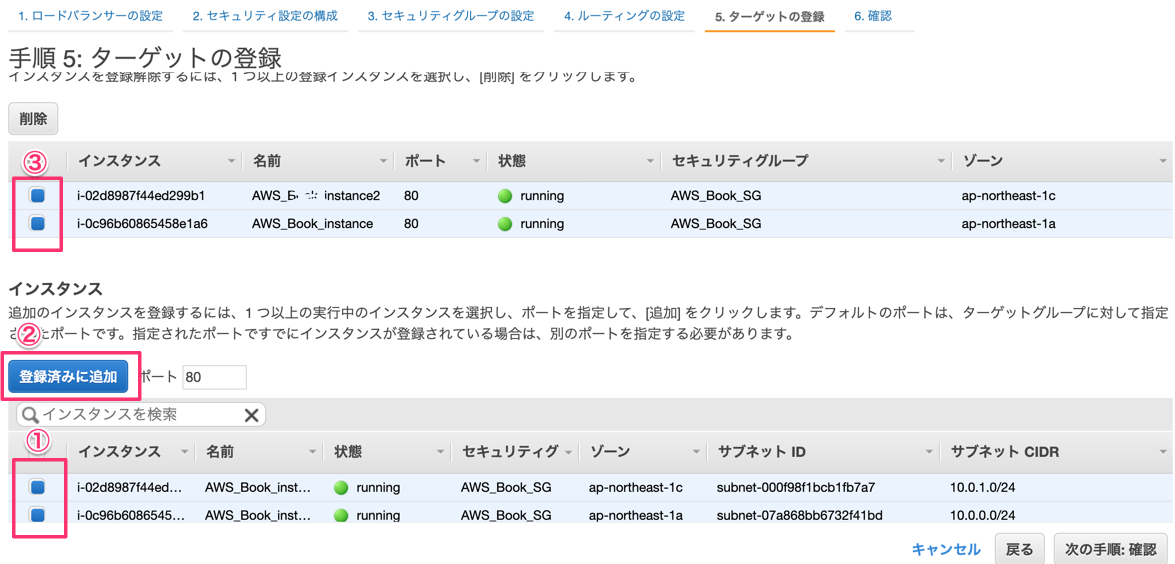 1. ロードバランサーの設定 2. セキュリティ設定の構成 3. セキュリティグループの設定 4. ルーティングの設定 5. ターゲットの登録 6. 確認
手順 5: ターゲットの登録
インスタンスを登録解除するには、1 つ以上の登録インスタンスを選択し、[削除] をクリックします。
削除
③ インスタンス 名前 ポート 状態 セキュリティグループ ゾーン
i-02d8987f44ed299b1 AWS_B instance2 80 running AWS_Book_SG ap-northeast-1c
i-0c96b60865458e1a6 AWS_Book_instance 80 running AWS_Book_SG ap-northeast-1a
インスタンス
追加のインスタンスを登録するには、1 つ以上の実行中のインスタンスを選択し、ポートを指定して、[追加] をクリックします。デフォルトのポートは、ターゲットグループに対して指定
さ たポートです。指定されたポートですでにインスタンスが登録されている場合は、別のポートを指定する必要があります。
②
登録済みに追加 ポート 80
インスタンスを検索
① インスタンス 名前 状態 セキュリティグ ゾーン サブネット ID サブネット CIDR
i-02d8987f44ed... AWS_Book_inst... running AWS_Book_SG ap-northeast-1c subnet-000f98f1bcb1fb7a7 10.0.1.0/24
i-0c96b6086545... AWS_Book_inst... running AWS_Book_SG ap-northeast-1a subnet-07a868bb6732f41bd 10.0.0.0/24
キャンセル 戻る 次の手順: 確認